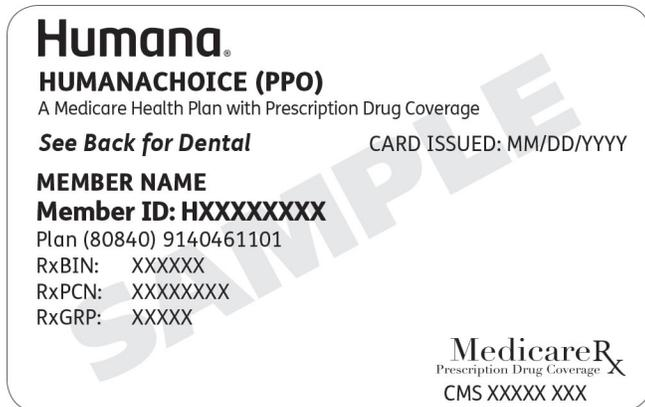 Humana®
HUMANACHOICE (PPO)
A Medicare Health Plan with Prescription Drug Coverage
See Back for Dental CARD ISSUED: MM/DD/YYYY
MEMBER NAME
Member ID: HXXXXXXXX
Plan (80840) 9140461101
RxBIN: XXXXXX
RxPCN: XXXXXXXX
RxGRP: XXXXX
MedicareRx
Prescription Drug Coverage
CMS XXXXX XXX
SAMPLE